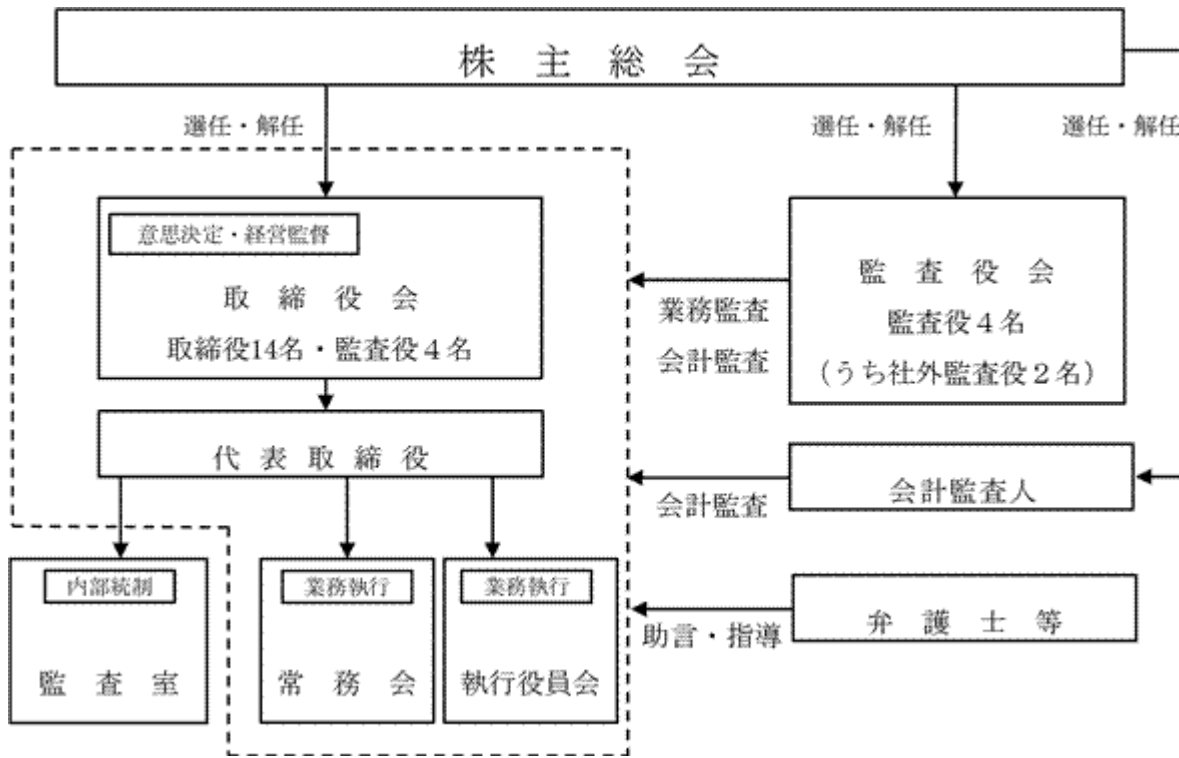 株主総会
選任・解任
選任・解任
選任・解任
意思決定・経営監督
取締役会
取締役14名・監査役4名
監査役会
監査役4名
(うち社外監査役2名)
業務監査
会計監査
代表取締役
会計監査人
会計監査
内部統制
監査室
業務執行
常務会
業務執行
執行役員会
弁護士等
助言・指導